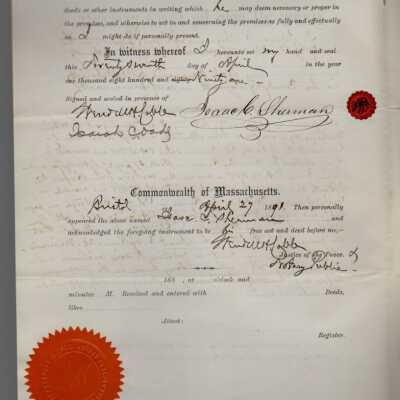 deeds or other instruments in writing which he may deem necessary or proper in
the premises, and otherwise to act in and concerning the premises as fully and effectually
as I might do if personally present.
In witness whereof I hereunto set my hand and seal
this twenty seventh day of April in the year
one thousand eight hundred and ninety one.
Signed and sealed in presence of
Isaac C. Sherman
Commonwealth of Massachusetts.
Bristol April 27 1891. Then personally
appeared the above named Isaac C. Sherman and
acknowledged the foregoing instrument to be his free act and deed before me,—
Justice of the Peace.
Notary Public
188 , at o'clock and
minutes M. Received and entered with Deeds,
libro
Attest:
Register.